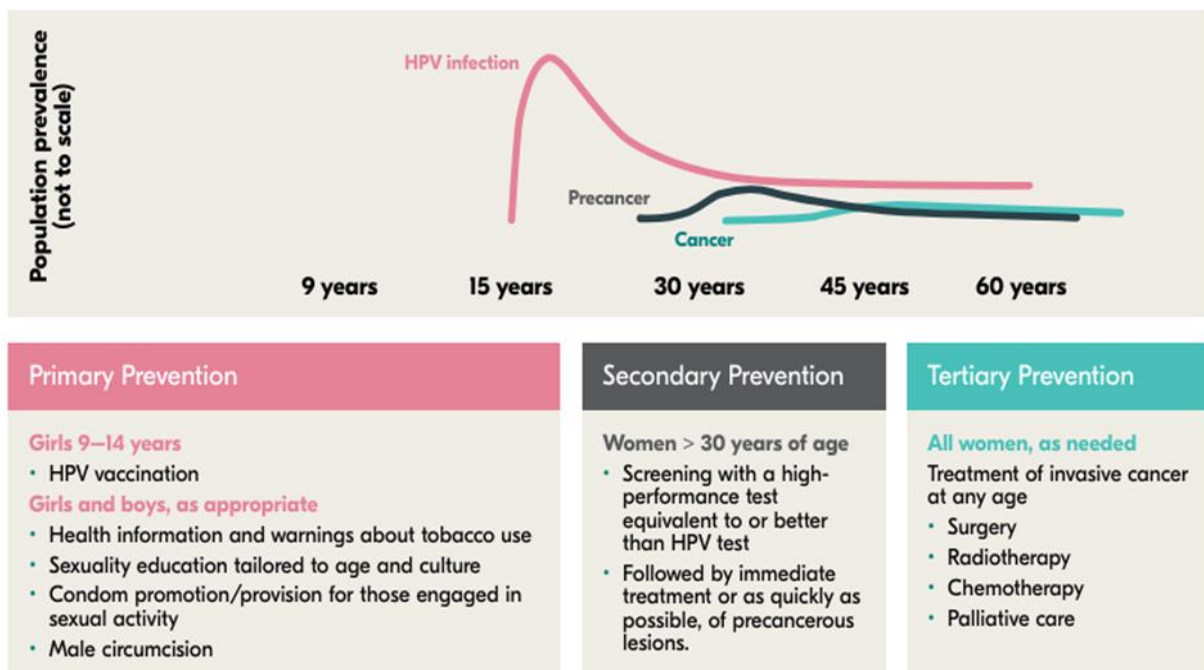 Population prevalence
(not to scale)
HPV infection
Precancer
Cancer
9 years
15 years
30 years
45 years
60 years
Primary Prevention
Girls 9–14 years
• HPV vaccination
Girls and boys, as appropriate
• Health information and warnings about tobacco use
• Sexuality education tailored to age and culture
• Condom promotion/provision for those engaged in
sexual activity
• Male circumcision
Secondary Prevention
Women > 30 years of age
• Screening with a high-
performance test
equivalent to or better
than HPV test
• Followed by immediate
treatment or as quickly as
possible, of precancerous
lesions.
Tertiary Prevention
All women, as needed
Treatment of invasive cancer
at any age
• Surgery
• Radiotherapy
• Chemotherapy
• Palliative care